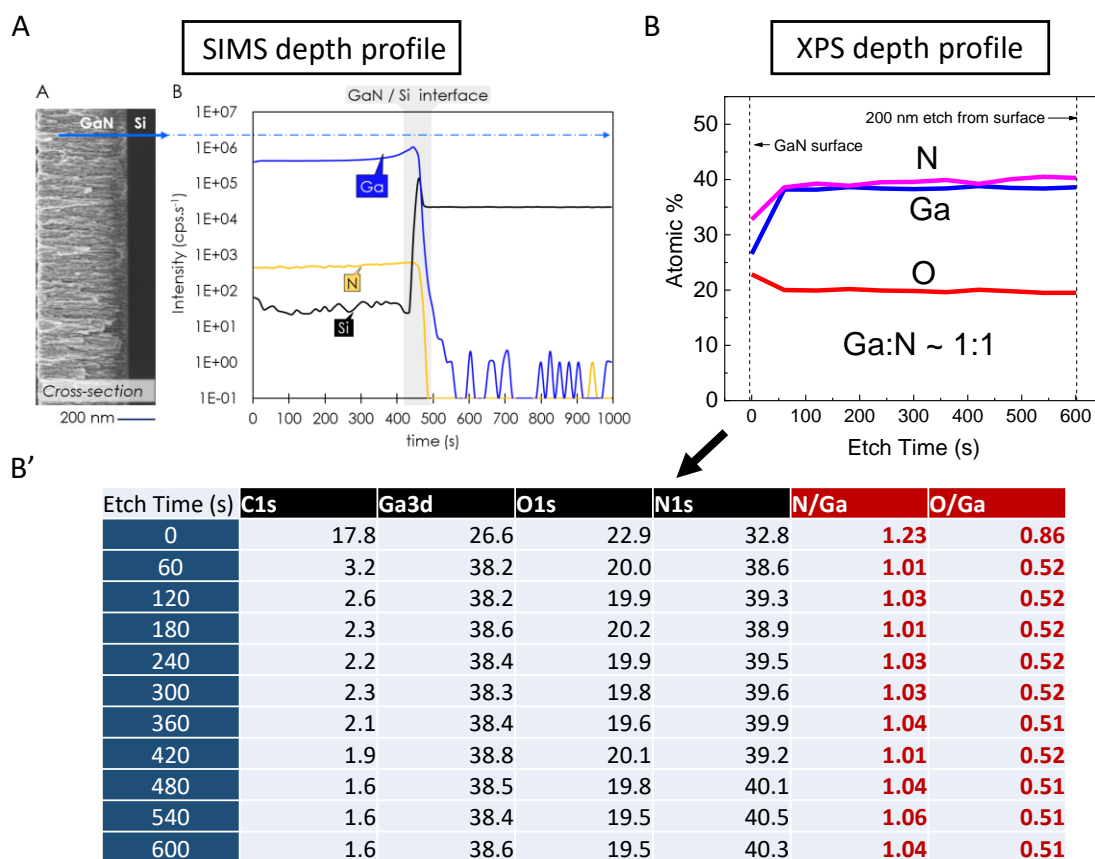 A
SIMS depth profile
B
XPS depth profile
A
B
GaN / Si interface
GaN
Si
Cross-section
200 nm
Intensity (cps.s⁻¹)
1E+07
1E+06
1E+05
1E+04
1E+03
1E+02
1E+01
1E+00
1E-01
Ga
N
Si
0
100
200
300
400
500
600
700
800
900
1000
time (s)
Atomic %
50
40
30
20
10
0
200 nm etch from surface
GaN surface
N
Ga
O
Ga:N ~ 1:1
0 100 200 300 400 500 600
Etch Time (s)
B’
Etch Time (s) C1s Ga3d O1s N1s N/Ga O/Ga
0 17.8 26.6 22.9 32.8 1.23 0.86
60 3.2 38.2 20.0 38.6 1.01 0.52
120 2.6 38.2 19.9 39.3 1.03 0.52
180 2.3 38.6 20.2 38.9 1.01 0.52
240 2.2 38.4 19.9 39.5 1.03 0.52
300 2.3 38.3 19.8 39.6 1.03 0.52
360 2.1 38.4 19.6 39.9 1.04 0.51
420 1.9 38.8 20.1 39.2 1.01 0.52
480 1.6 38.5 19.8 40.1 1.04 0.51
540 1.6 38.4 19.5 40.5 1.06 0.51
600 1.6 38.6 19.5 40.3 1.04 0.51